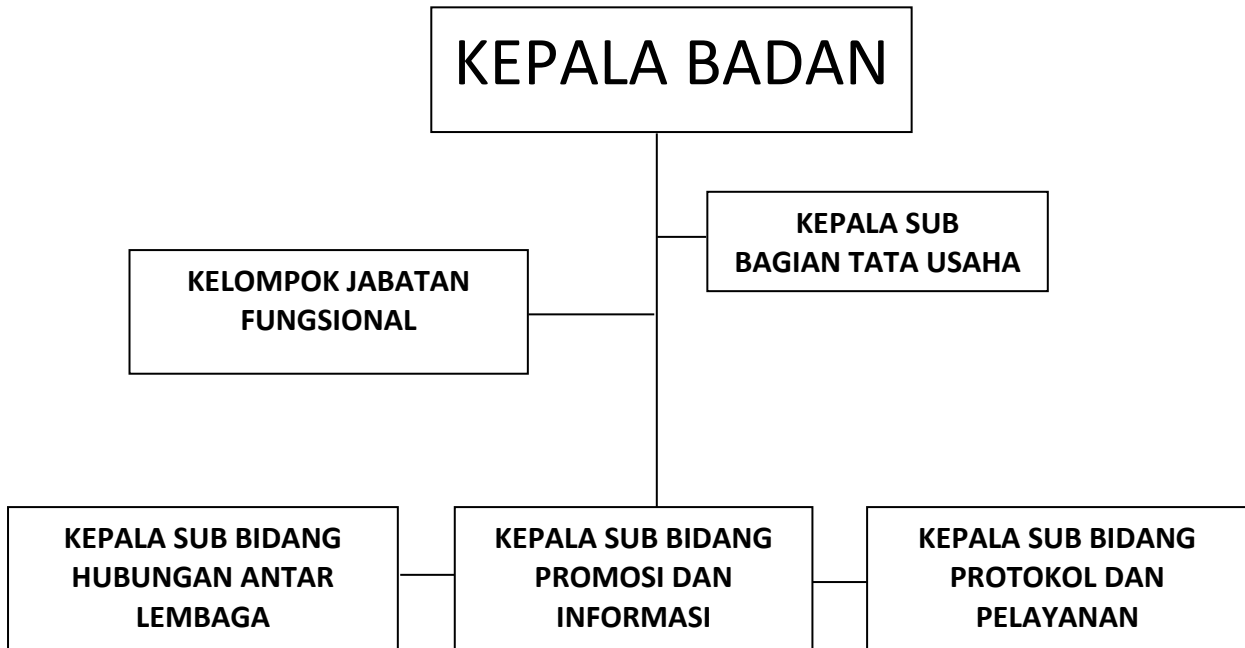 KEPALA BADAN
KEPALA SUB
BAGIAN TATA USAHA
KELOMPOK JABATAN
FUNGSIONAL
KEPALA SUB BIDANG
HUBUNGAN ANTAR
LEMBAGA
KEPALA SUB BIDANG
PROMOSI DAN
INFORMASI
KEPALA SUB BIDANG
PROTOKOL DAN
PELAYANAN